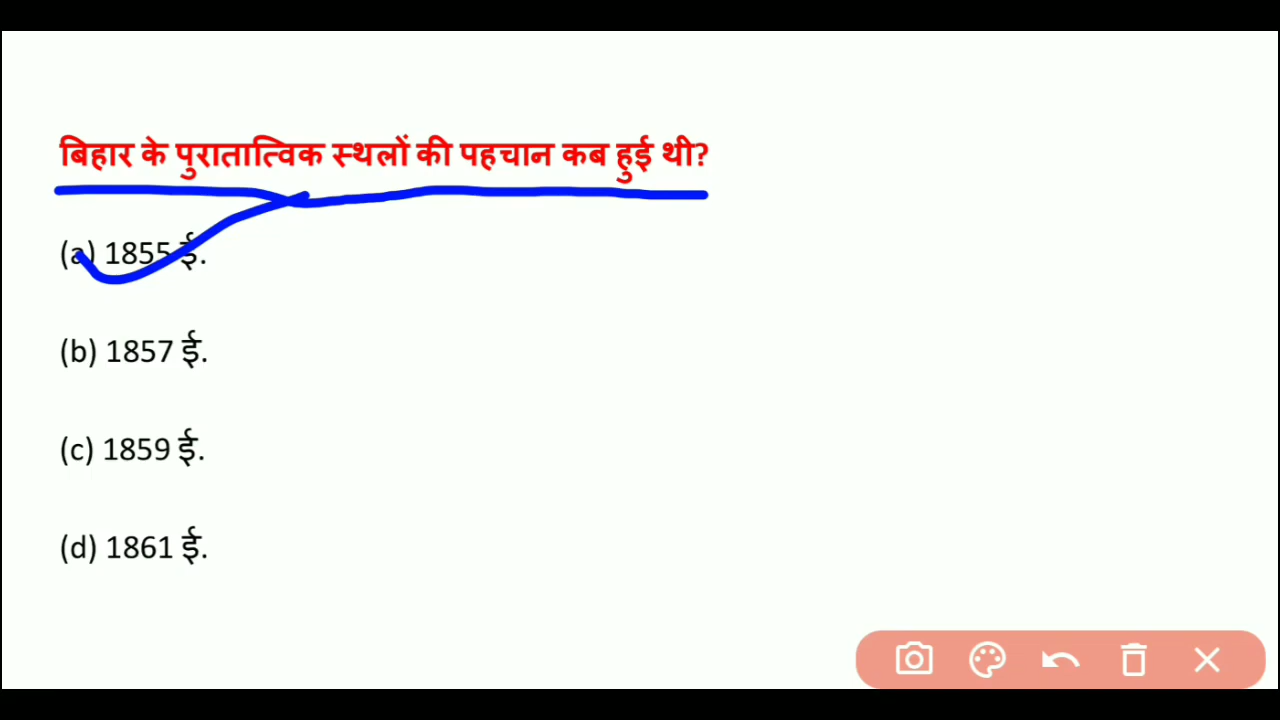 बिहार के पुरातात्विक स्थलों की पहचान कब हुई थी?
(a) 1855 ई.
(b) 1857 ई.
(c) 1859 ई.
(d) 1861 ई.